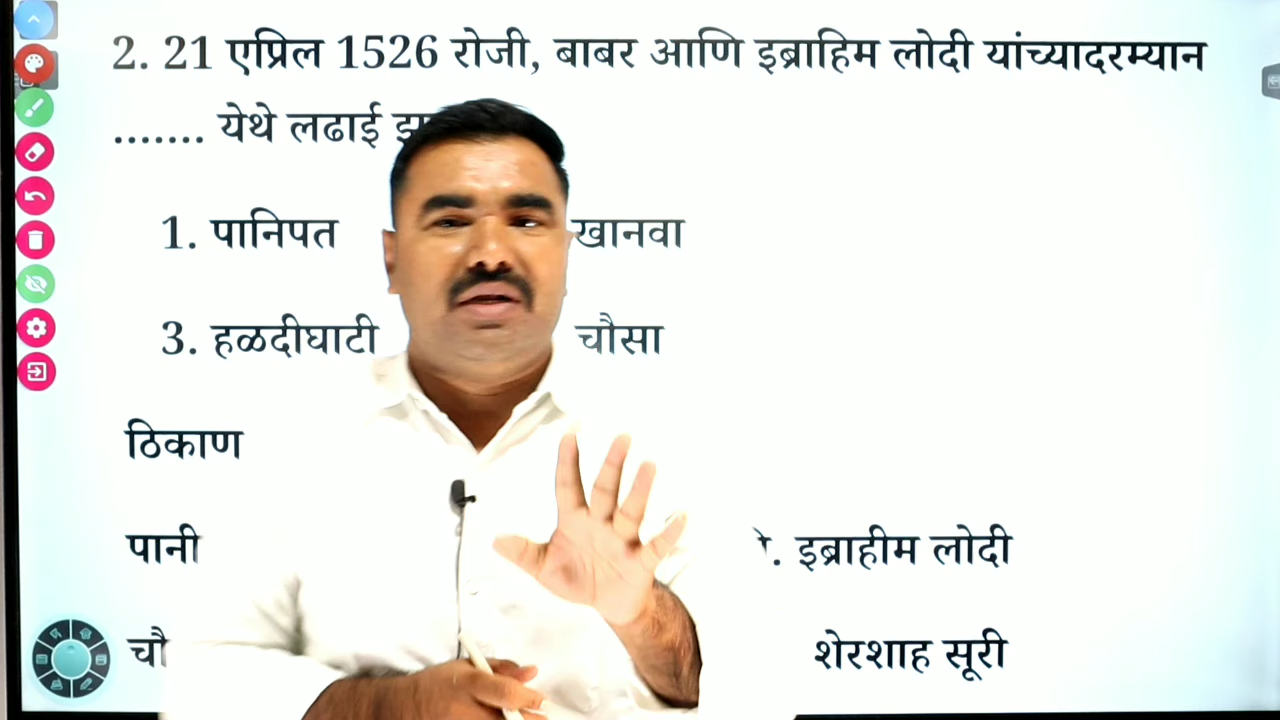 2. 21 एप्रिल 1526 रोजी, बाबर आणि इब्राहिम लोदी यांच्यादरम्यान
....... येथे लढाई
1. पानिपत खानवा
3. हळदीघाटी चौसा
ठिकाण
पानी इब्राहीम लोदी
शेरशाह सूरी